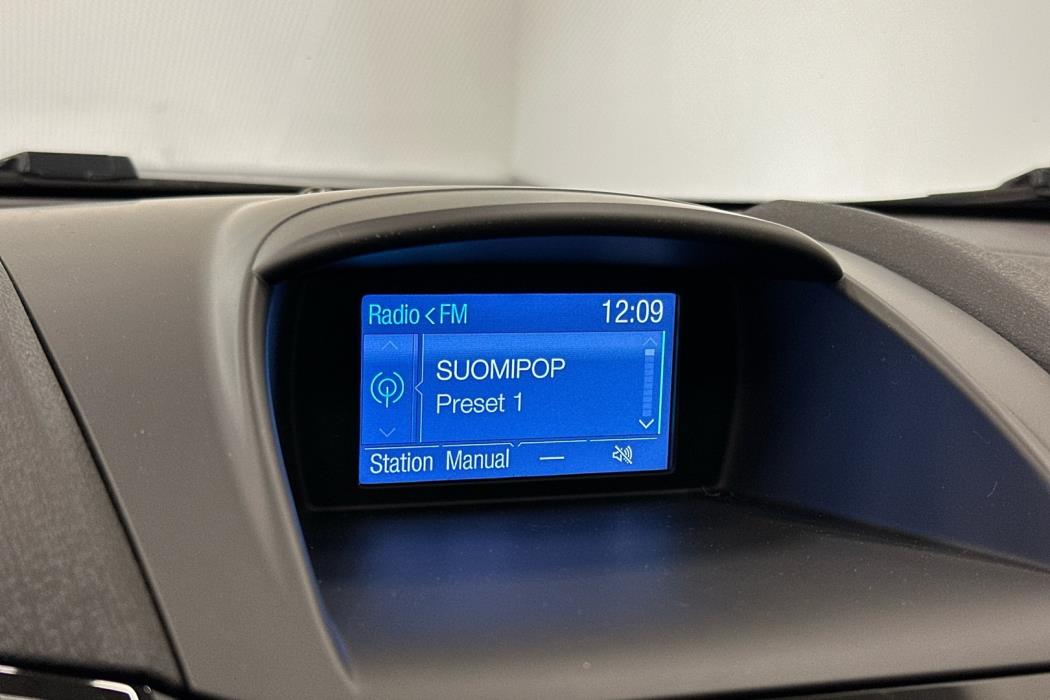 Radio < FM 12:09
SUOMIPOP
Preset 1
Station Manual —